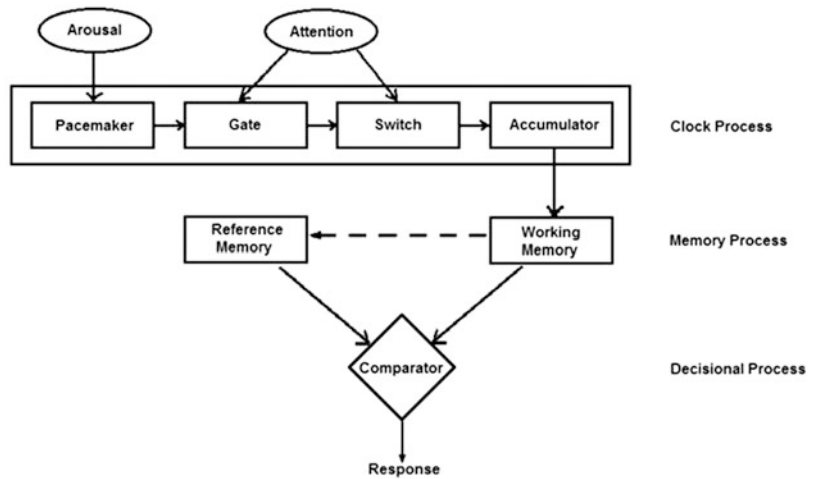 Arousal
Attention
Pacemaker
Gate
Switch
Accumulator
Clock Process
Reference
Memory
Working
Memory
Memory Process
Comparator
Decisional Process
Response